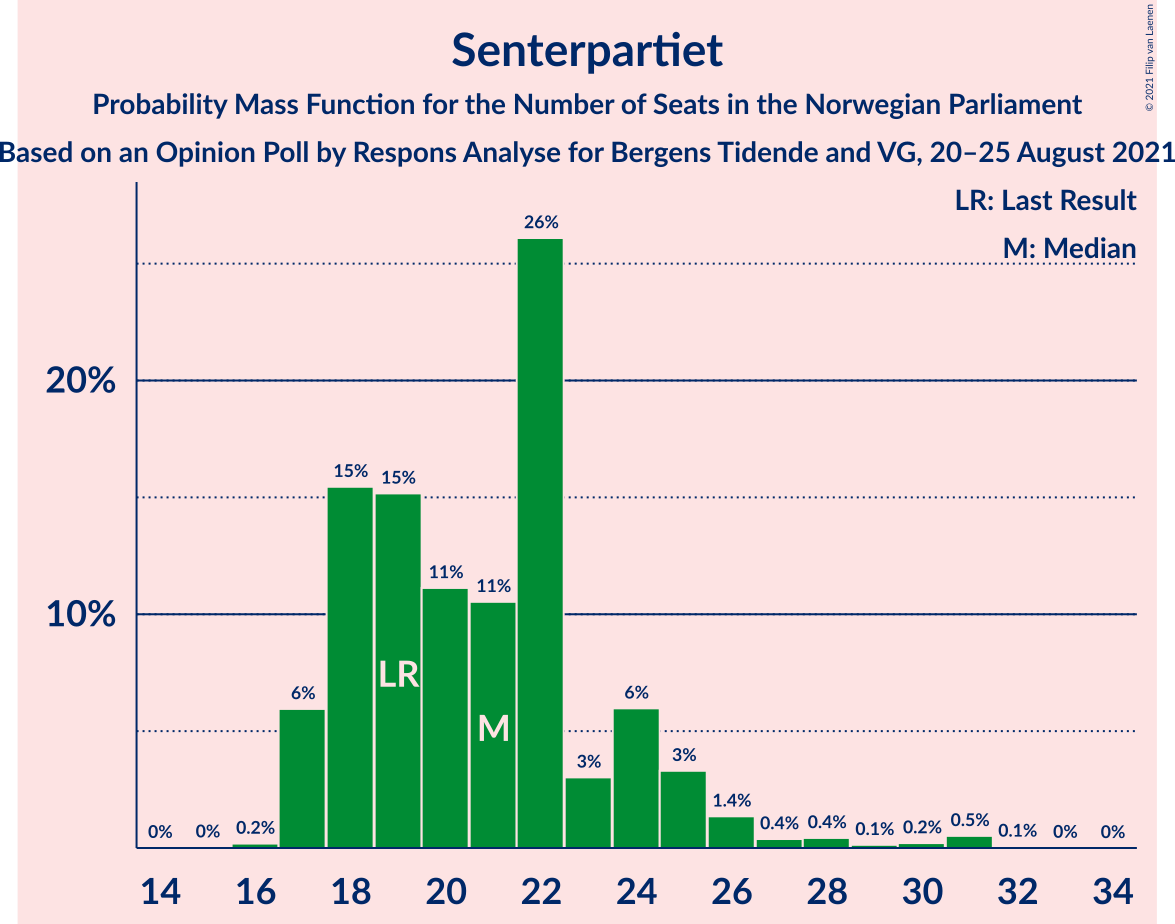 Senterpartiet
Probability Mass Function for the Number of Seats in the Norwegian Parliament
Based on an Opinion Poll by Respons Analyse for Bergens Tidende and VG, 20–25 August 2021
© 2021 Filip van Laenen
LR: Last Result
M: Median
20%
10%
0%
0%
0.2%
6%
15%
15%
11%
11%
26%
3%
6%
3%
1.4%
0.4%
0.4%
0.1%
0.2%
0.5%
0.1%
0%
0%
LR
M
14 16 18 20 22 24 26 28 30 32 34